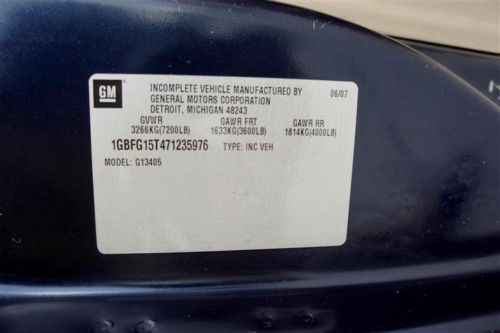 GM
INCOMPLETE VEHICLE MANUFACTURED BY 06/07
GENERAL MOTORS CORPORATION
DETROIT, MICHIGAN 48243
GVWR GAWR FRT GAWR RR
3266KG(7200LB) 1633KG(3600LB) 1814KG(4000LB)
1GBFG15T471235976 TYPE: INC VEH
MODEL: G13405